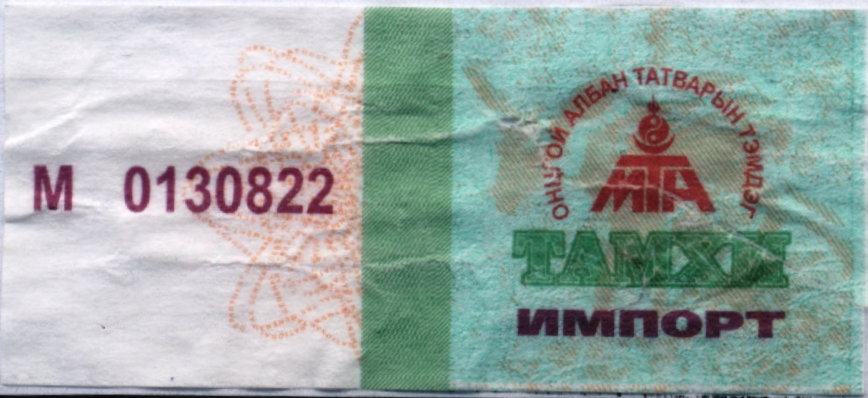 М 0130822
ОНЦГОЙ АЛБАН ТАТВАРЫН ТЭМДЭГ
МТА
ТАМХИ
ИМПОРТ